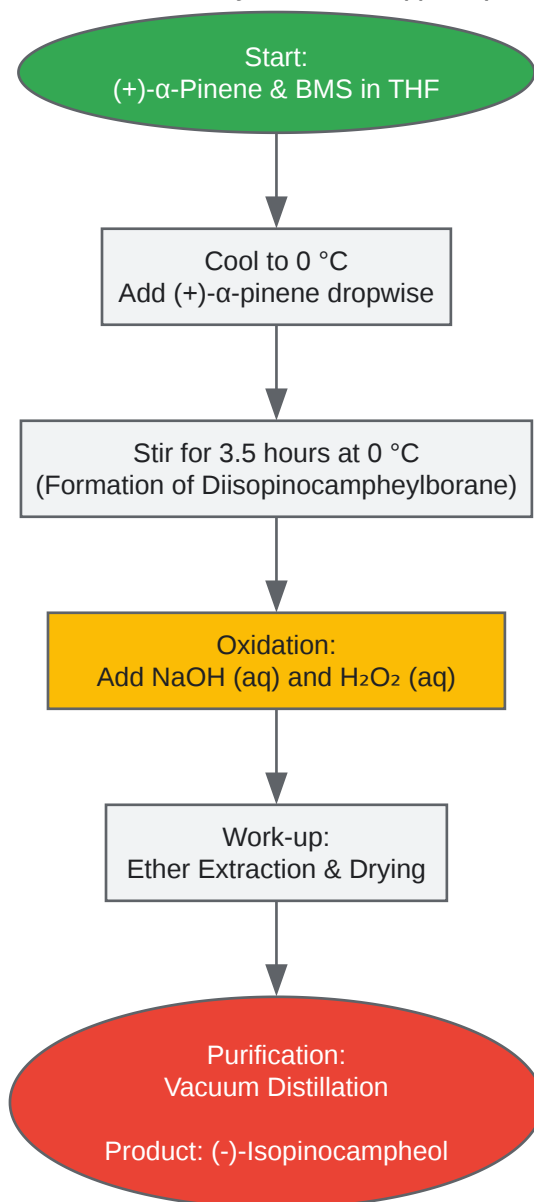 Start:
(+)-α-Pinene & BMS in THF
Cool to 0 °C
Add (+)-α-pinene dropwise
Stir for 3.5 hours at 0 °C
(Formation of Diisopinocampheylborane)
Oxidation:
Add NaOH (aq) and H₂O₂ (aq)
Work-up:
Ether Extraction & Drying
Purification:
Vacuum Distillation
Product: (-)-Isopinocampheol